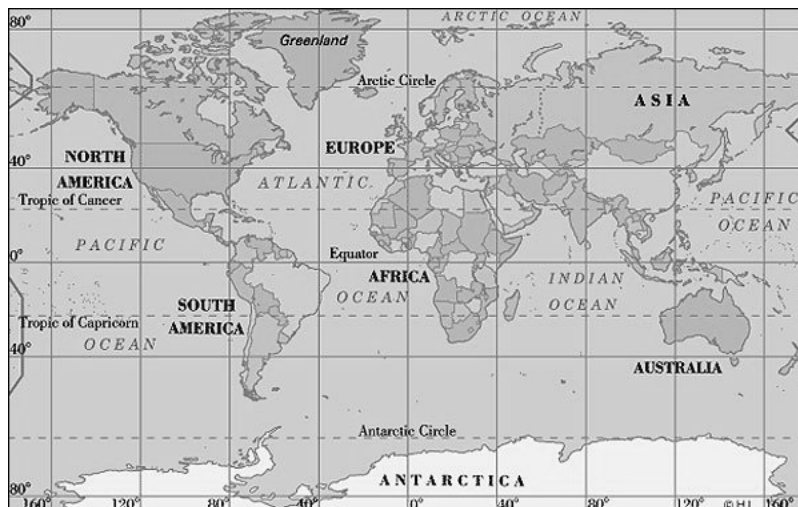 ARCTIC OCEAN
80°
Greenland
Arctic Circle
ASIA
EUROPE
NORTH
AMERICA
40°
ATLANTIC
PACIFIC
OCEAN
Tropic of Cancer
PACIFIC
Equator
0°
AFRICA
INDIAN
OCEAN
OCEAN
SOUTH
AMERICA
Tropic of Capricorn
OCEAN
40°
AUSTRALIA
Antarctic Circle
ANTARCTICA
80°
160° 120° 80° 40° 0° 40° 80° 120° 160°